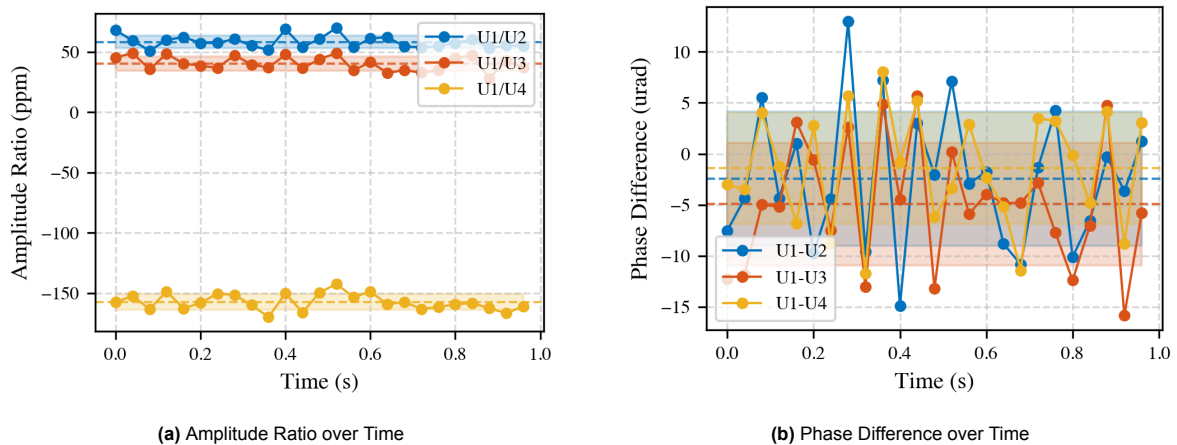 50
0
−50
−100
−150
Amplitude Ratio (ppm)
U1/U2
U1/U3
U1/U4
0.0 0.2 0.4 0.6 0.8 1.0
Time (s)
(a) Amplitude Ratio over Time
10
5
0
−5
−10
−15
Phase Difference (urad)
U1-U2
U1-U3
U1-U4
0.0 0.2 0.4 0.6 0.8 1.0
Time (s)
(b) Phase Difference over Time